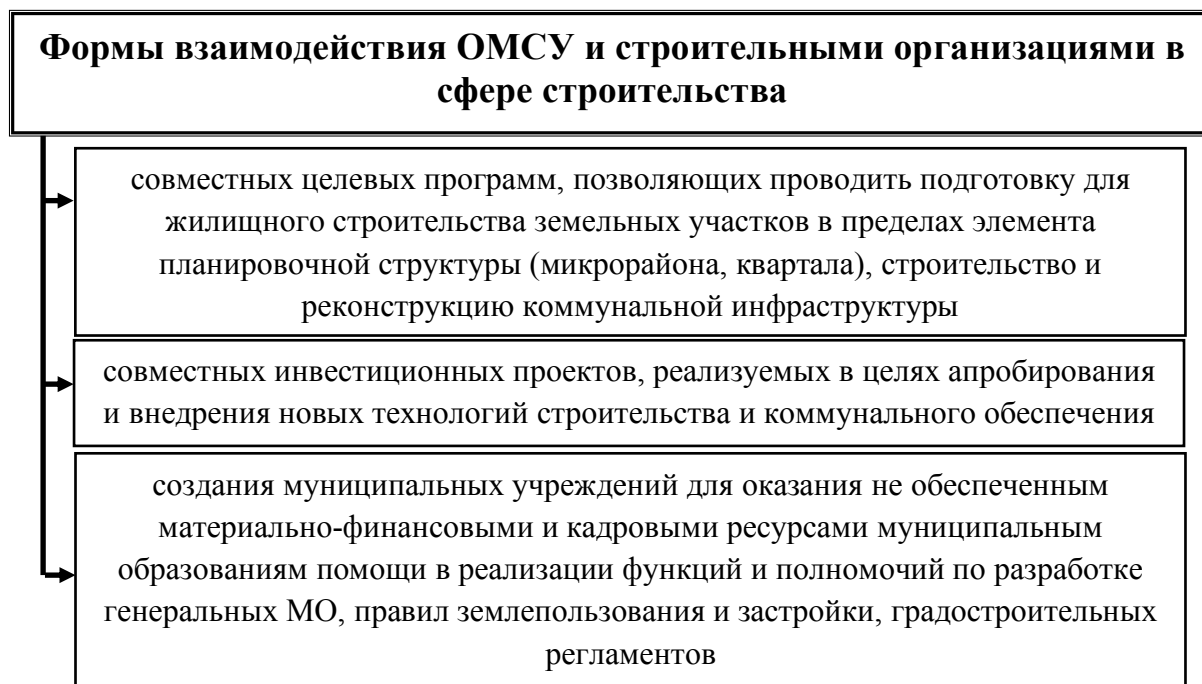 Формы взаимодействия ОМСУ и строительными организациями в
сфере строительства
совместных целевых программ, позволяющих проводить подготовку для
жилищного строительства земельных участков в пределах элемента
планировочной структуры (микрорайона, квартала), строительство и
реконструкцию коммунальной инфраструктуры
совместных инвестиционных проектов, реализуемых в целях апробирования
и внедрения новых технологий строительства и коммунального обеспечения
создания муниципальных учреждений для оказания не обеспеченным
материально-финансовыми и кадровыми ресурсами муниципальным
образованиям помощи в реализации функций и полномочий по разработке
генеральных МО, правил землепользования и застройки, градостроительных
регламентов